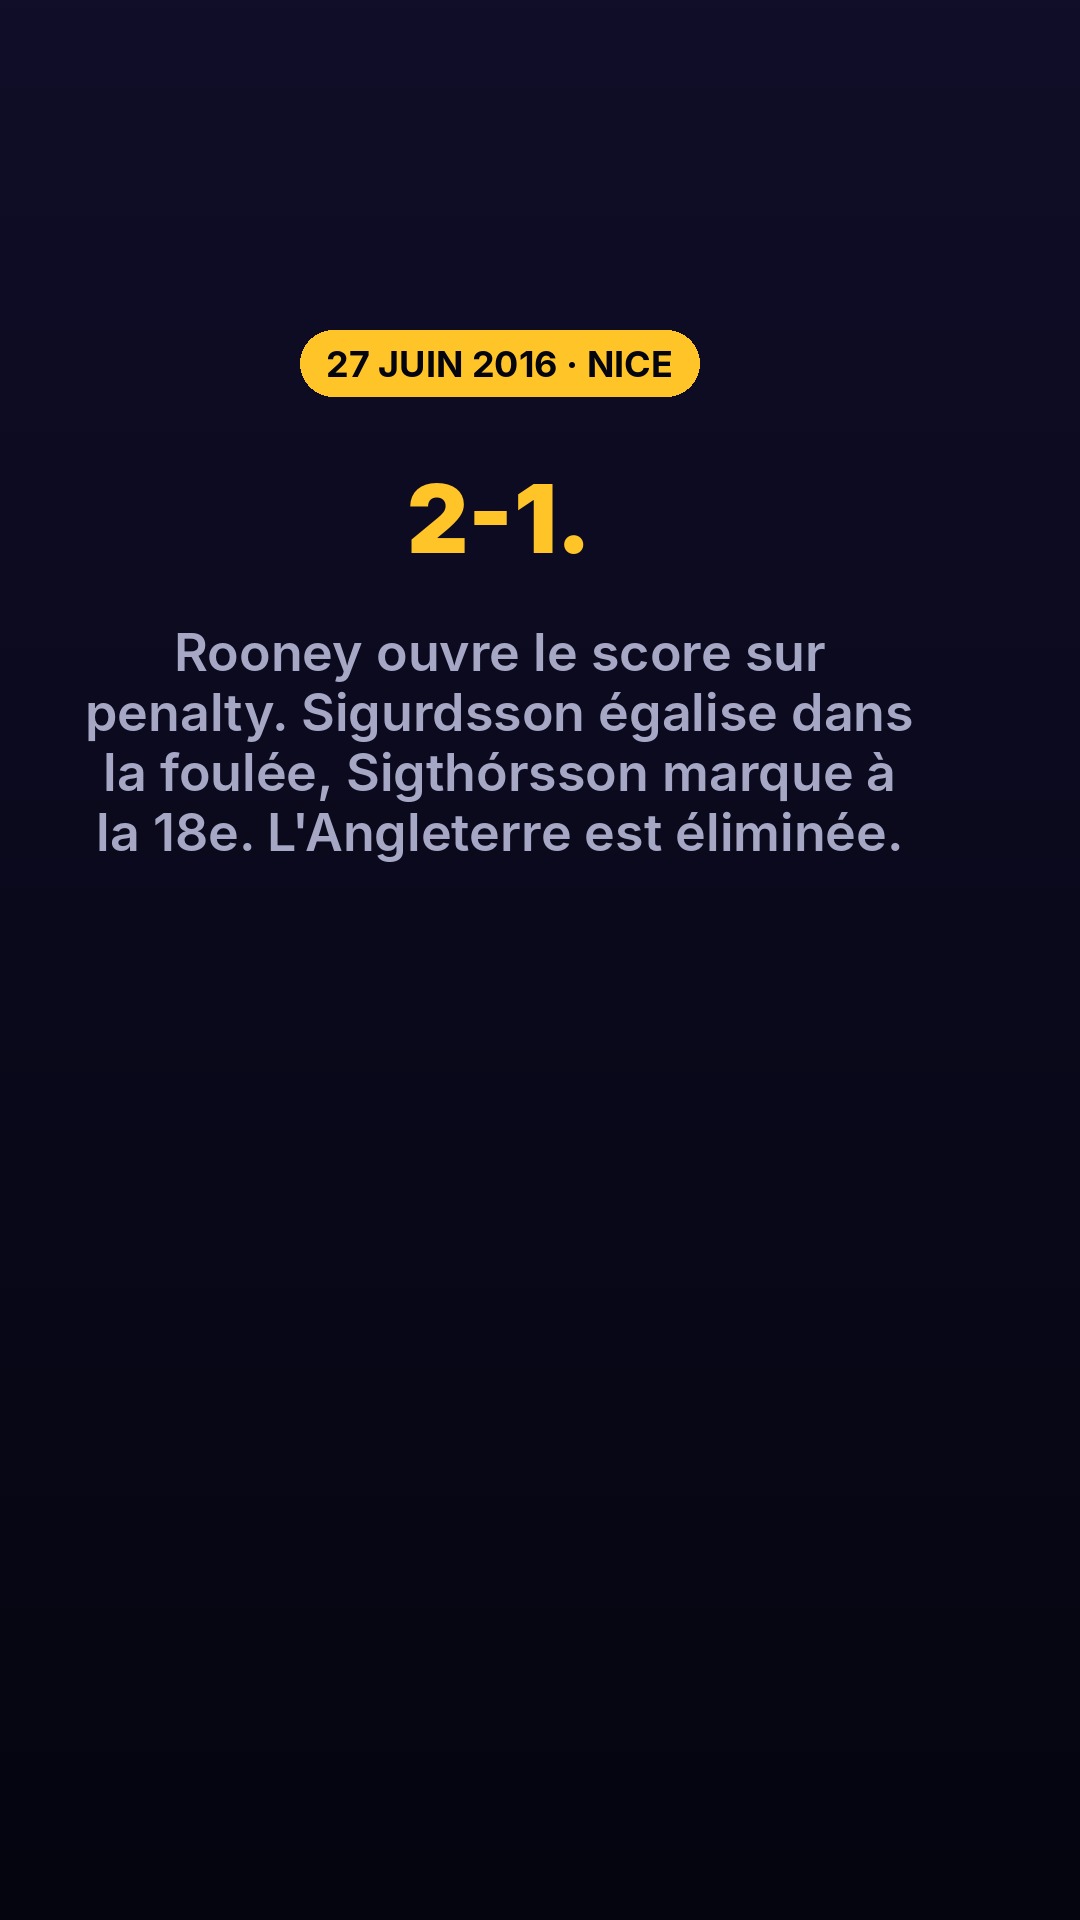 27 JUIN 2016 · NICE
2-1.
Rooney ouvre le score sur
penalty. Sigurdsson égalise dans
la foulée, Sigthórsson marque à
la 18e. L'Angleterre est éliminée.